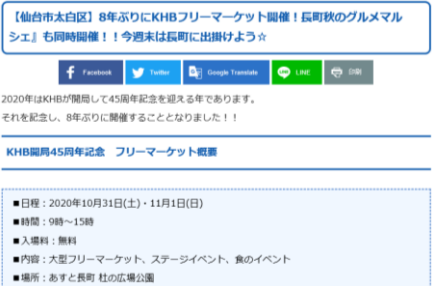 【仙台市太白区】8年ぶりにKHBフリーマーケット開催！長町秋のグルメマル
シェ』も同時開催！！今週末は長町に出掛けよう☆
Facebook Twitter Google Translate LINE 印刷
2020年はKHBが開局して45周年記念を迎える年であります。
それを記念し、8年ぶりに開催することとなりました！！
KHB開局45周年記念　フリーマーケット概要
■日程：2020年10月31日(土)・11月1日(日)
■時間：9時～15時
■入場料：無料
■内容：大型フリーマーケット、ステージイベント、食のイベント
■場所：あすと長町 杜の広場公園